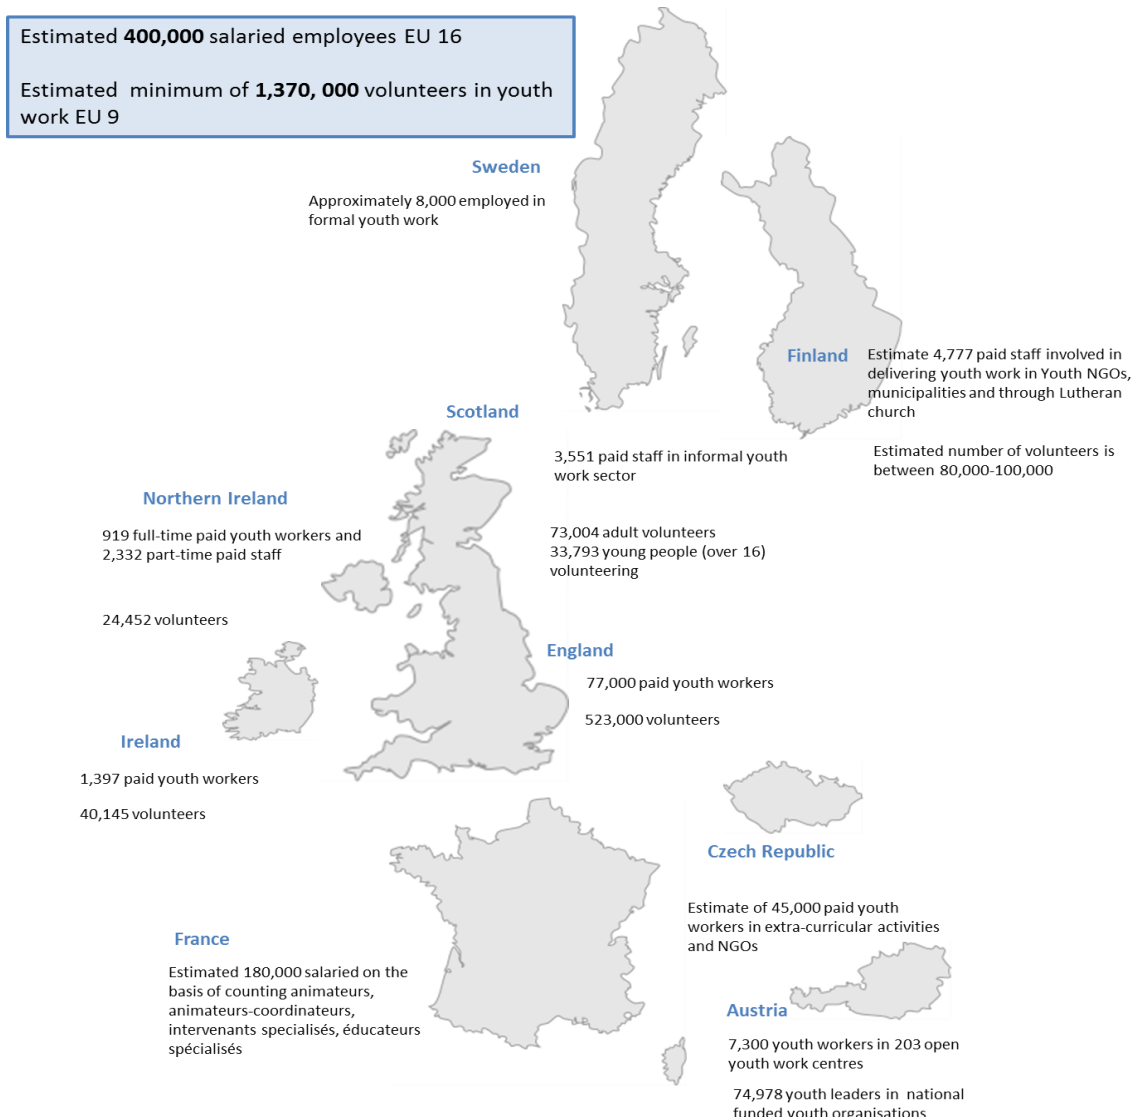 Estimated 400,000 salaried employees EU 16
Estimated minimum of 1,370, 000 volunteers in youth
work EU 9
Sweden
Approximately 8,000 employed in
formal youth work
Finland
Estimate 4,777 paid staff involved in
delivering youth work in Youth NGOs,
municipalities and through Lutheran
church
Estimated number of volunteers is
between 80,000-100,000
Scotland
3,551 paid staff in informal youth
work sector
73,004 adult volunteers
33,793 young people (over 16)
volunteering
Northern Ireland
919 full-time paid youth workers and
2,332 part-time paid staff
24,452 volunteers
England
77,000 paid youth workers
523,000 volunteers
Ireland
1,397 paid youth workers
40,145 volunteers
Czech Republic
Estimate of 45,000 paid youth
workers in extra-curricular activities
and NGOs
France
Estimated 180,000 salaried on the
basis of counting animateurs,
animateurs-coordinateurs,
intervenants specialisés, éducateurs
spécialisés
Austria
7,300 youth workers in 203 open
youth work centres
74,978 youth leaders in national
funded youth organisations